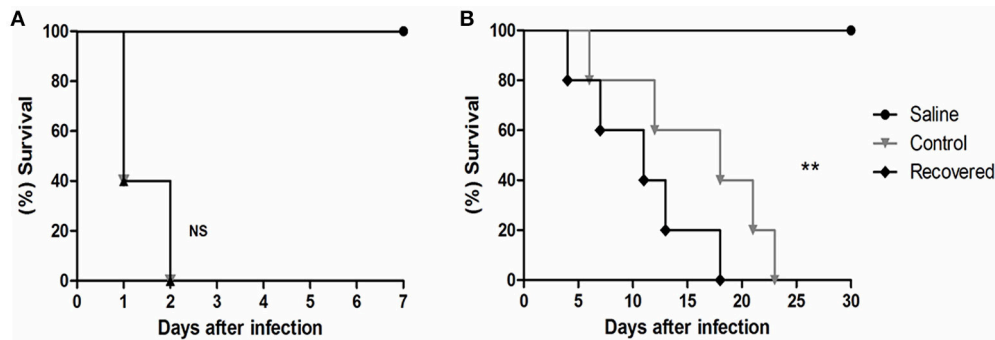 A
100
80
60
40
20
0
(%) Survival
NS
0 1 2 3 4 5 6 7
Days after infection
B
100
80
60
40
20
0
(%) Survival
**
0 5 10 15 20 25 30
Days after infection
Saline
Control
Recovered